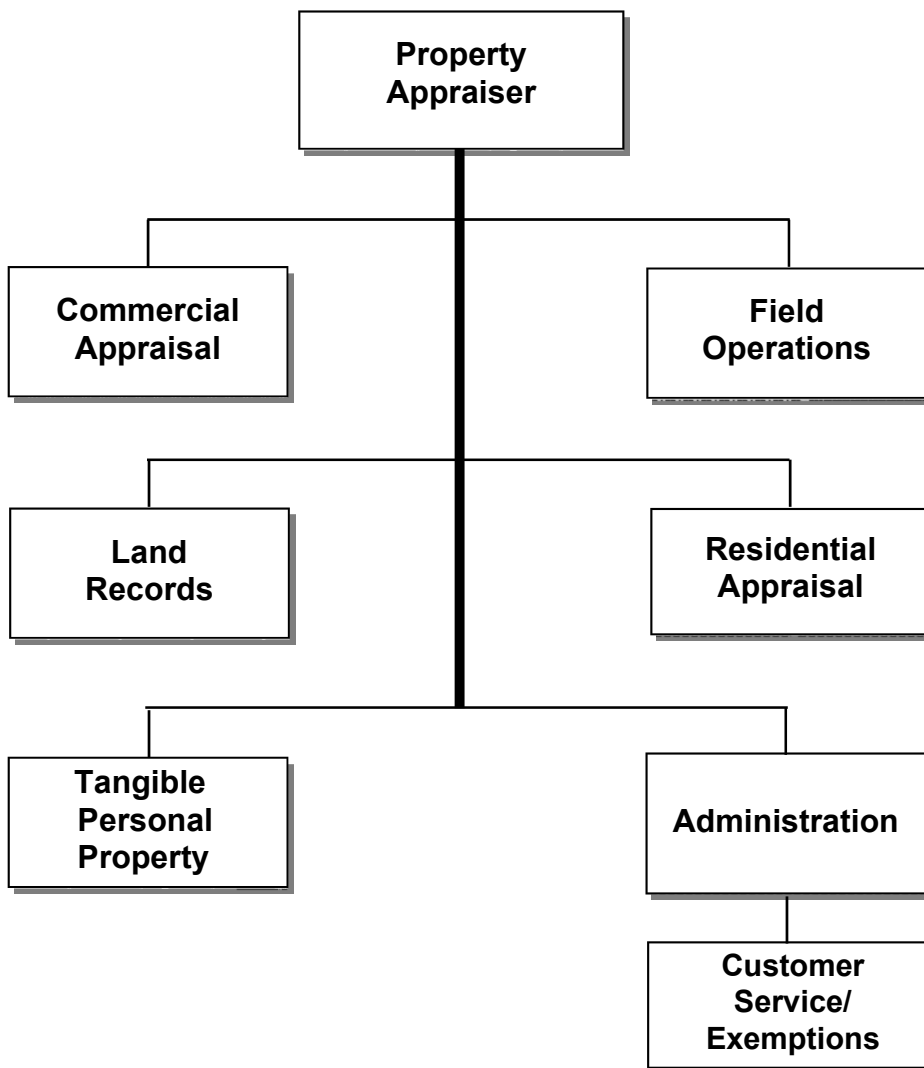 Property
Appraiser
Commercial
Appraisal
Field
Operations
Land
Records
Residential
Appraisal
Tangible
Personal
Property
Administration
Customer
Service/
Exemptions